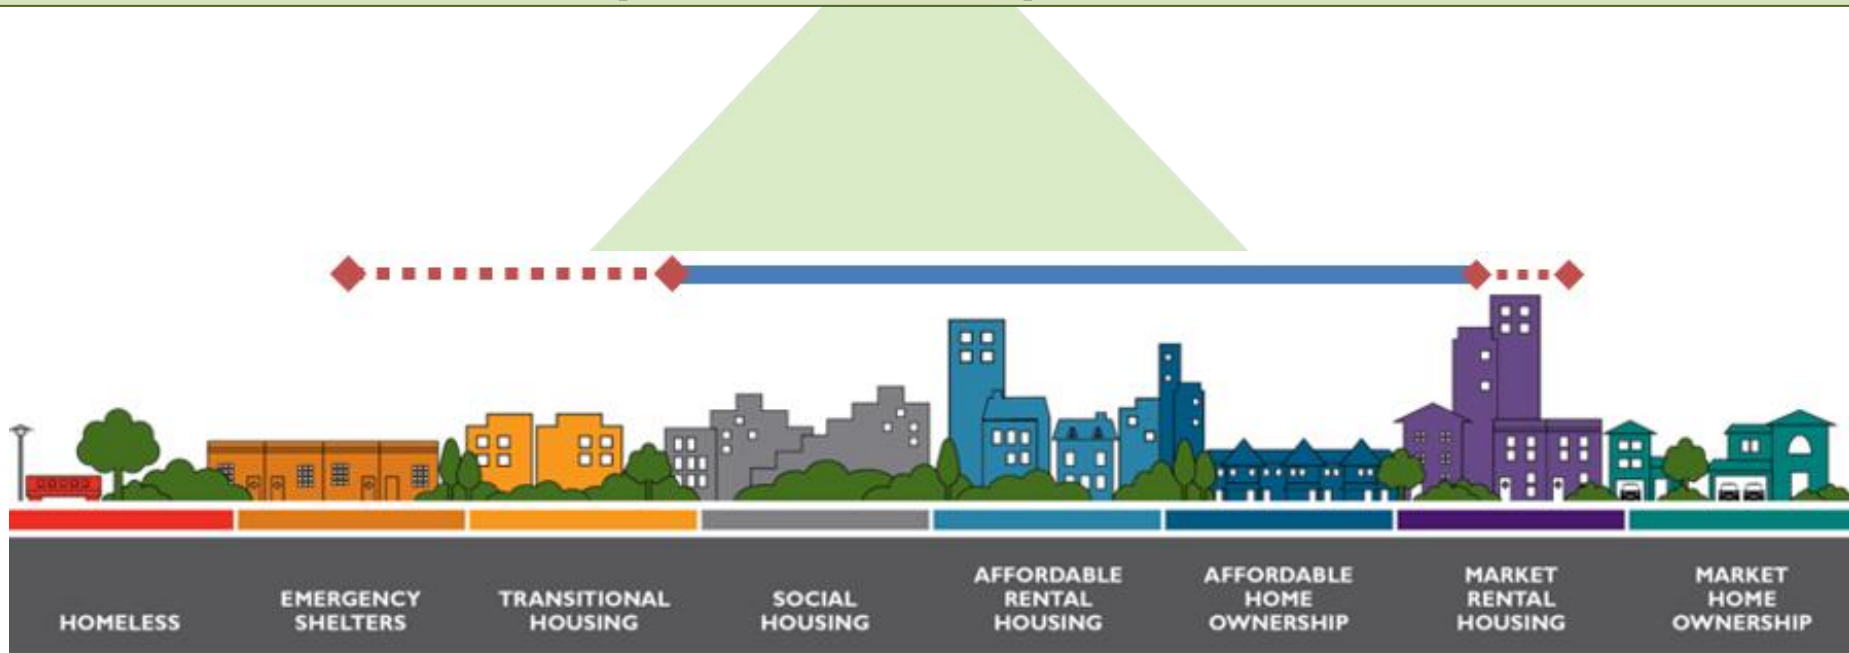 HOMELESS
EMERGENCY
SHELTERS
TRANSITIONAL
HOUSING
SOCIAL
HOUSING
AFFORDABLE
RENTAL
HOUSING
AFFORDABLE
HOME
OWNERSHIP
MARKET
RENTAL
HOUSING
MARKET
HOME
OWNERSHIP